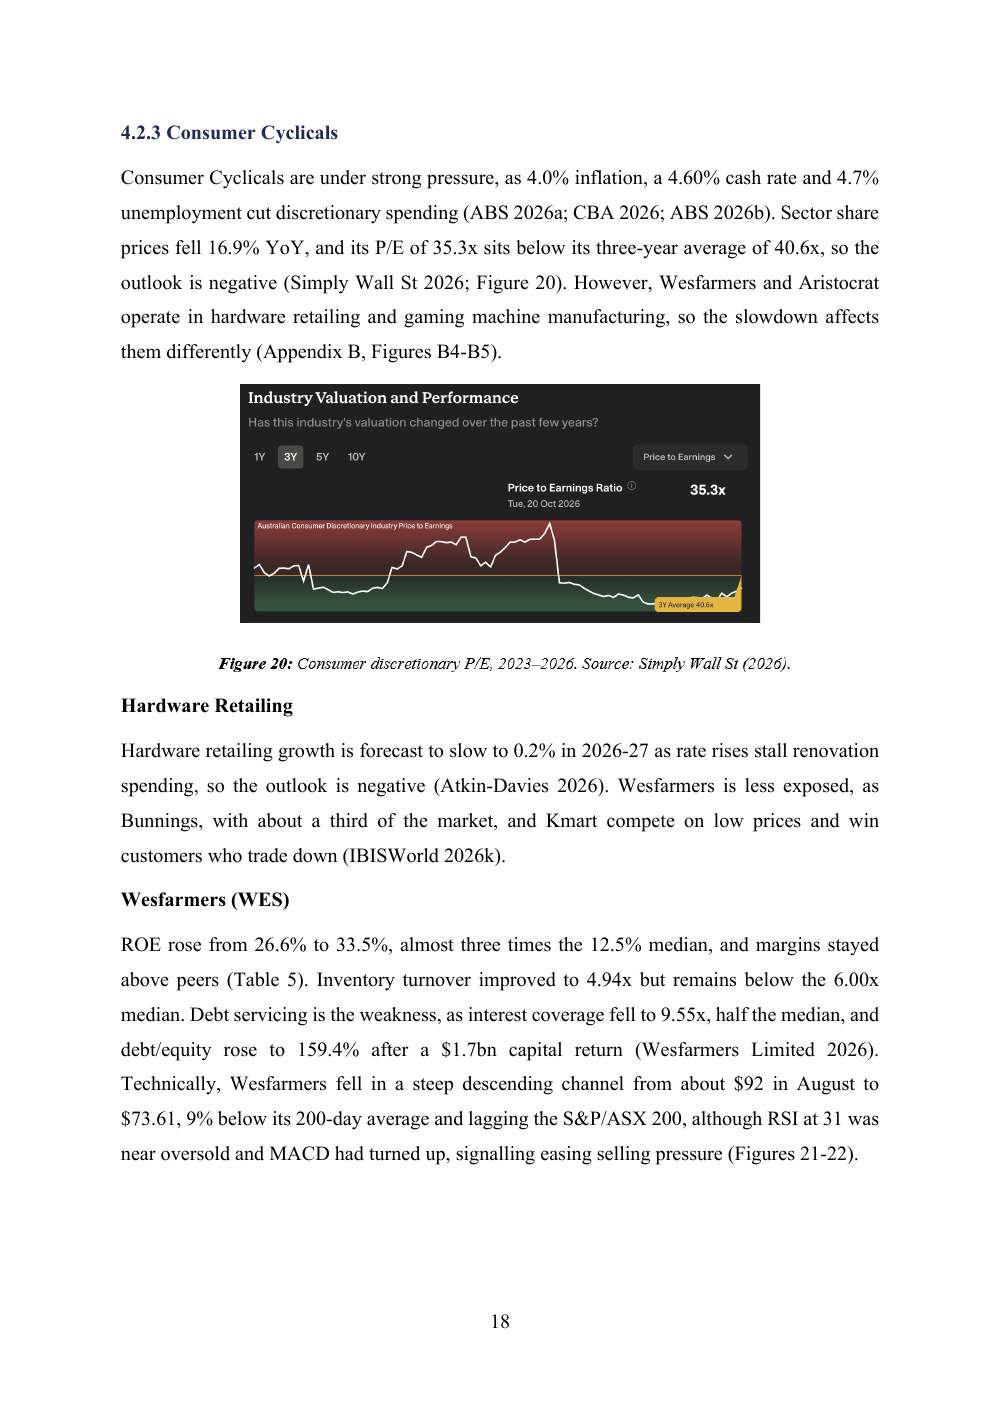 4.2.3 Consumer Cyclicals
Consumer Cyclicals are under strong pressure, as 4.0% inflation, a 4.60% cash rate and 4.7%
unemployment cut discretionary spending (ABS 2026a; CBA 2026; ABS 2026b). Sector share
prices fell 16.9% YoY, and its P/E of 35.3x sits below its three-year average of 40.6x, so the
outlook is negative (Simply Wall St 2026; Figure 20). However, Wesfarmers and Aristocrat
operate in hardware retailing and gaming machine manufacturing, so the slowdown affects
them differently (Appendix B, Figures B4-B5).
Industry Valuation and Performance
Has this industry's valuation changed over the past few years?
1Y 3Y 5Y 10Y Price to Earnings
Price to Earnings Ratio 35.3x
Tue, 20 Oct 2026
Australian Consumer Discretionary Industry Price to Earnings
3Y Average 40.6x
Figure 20: Consumer discretionary P/E, 2023–2026. Source: Simply Wall St (2026).
Hardware Retailing
Hardware retailing growth is forecast to slow to 0.2% in 2026-27 as rate rises stall renovation
spending, so the outlook is negative (Atkin-Davies 2026). Wesfarmers is less exposed, as
Bunnings, with about a third of the market, and Kmart compete on low prices and win
customers who trade down (IBISWorld 2026k).
Wesfarmers (WES)
ROE rose from 26.6% to 33.5%, almost three times the 12.5% median, and margins stayed
above peers (Table 5). Inventory turnover improved to 4.94x but remains below the 6.00x
median. Debt servicing is the weakness, as interest coverage fell to 9.55x, half the median, and
debt/equity rose to 159.4% after a $1.7bn capital return (Wesfarmers Limited 2026).
Technically, Wesfarmers fell in a steep descending channel from about $92 in August to
$73.61, 9% below its 200-day average and lagging the S&P/ASX 200, although RSI at 31 was
near oversold and MACD had turned up, signalling easing selling pressure (Figures 21-22).
18